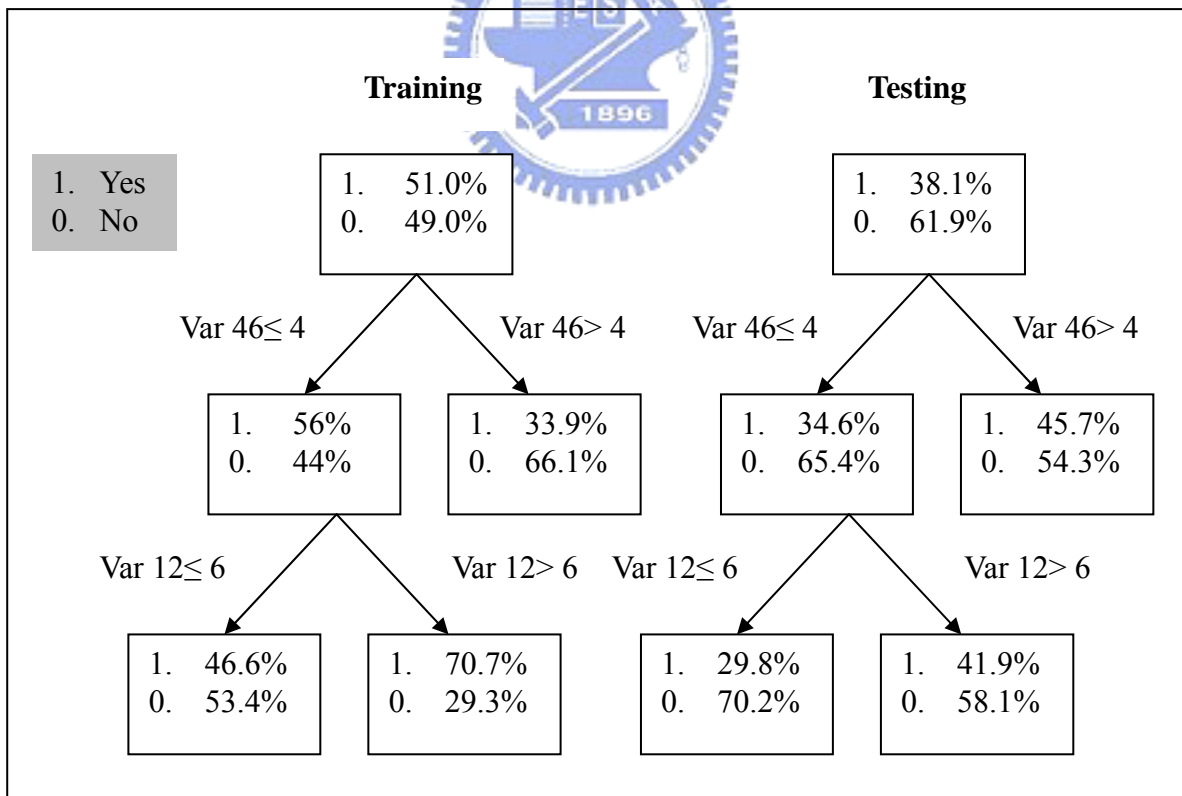 ES
1896
Training
Testing
1. Yes
0. No
1. 51.0%
0. 49.0%
1. 38.1%
0. 61.9%
Var 46≤ 4
Var 46> 4
Var 46≤ 4
Var 46> 4
1. 56%
0. 44%
1. 33.9%
0. 66.1%
1. 34.6%
0. 65.4%
1. 45.7%
0. 54.3%
Var 12≤ 6
Var 12> 6
Var 12≤ 6
Var 12> 6
1. 46.6%
0. 53.4%
1. 70.7%
0. 29.3%
1. 29.8%
0. 70.2%
1. 41.9%
0. 58.1%